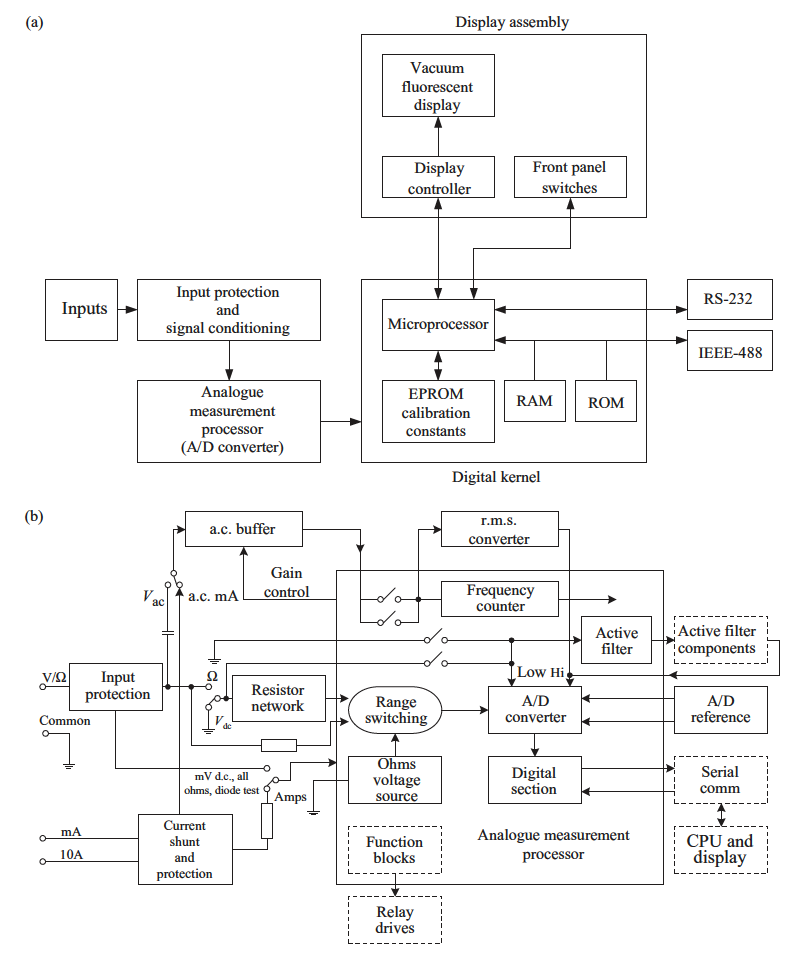 (a)
Display assembly
Vacuum
fluorescent
display
Display
controller
Front panel
switches
Inputs
Input protection
and
signal conditioning
Microprocessor
RS-232
IEEE-488
Analogue
measurement
processor
(A/D converter)
EPROM
calibration
constants
RAM
ROM
Digital kernel
(b)
a.c. buffer
r.m.s.
converter
Vac
a.c. mA
Gain
control
Frequency
counter
Active
filter
Active filter
components
V/Ω
Input
protection
Ω
Vdc
Resistor
network
Range
switching
Low Hi
A/D
converter
A/D
reference
Common
mV d.c., all
ohms, diode test
Amps
Ohms
voltage
source
Digital
section
Serial
comm
mA
10A
Current
shunt
and
protection
Function
blocks
Analogue measurement
processor
CPU and
display
Relay
drives